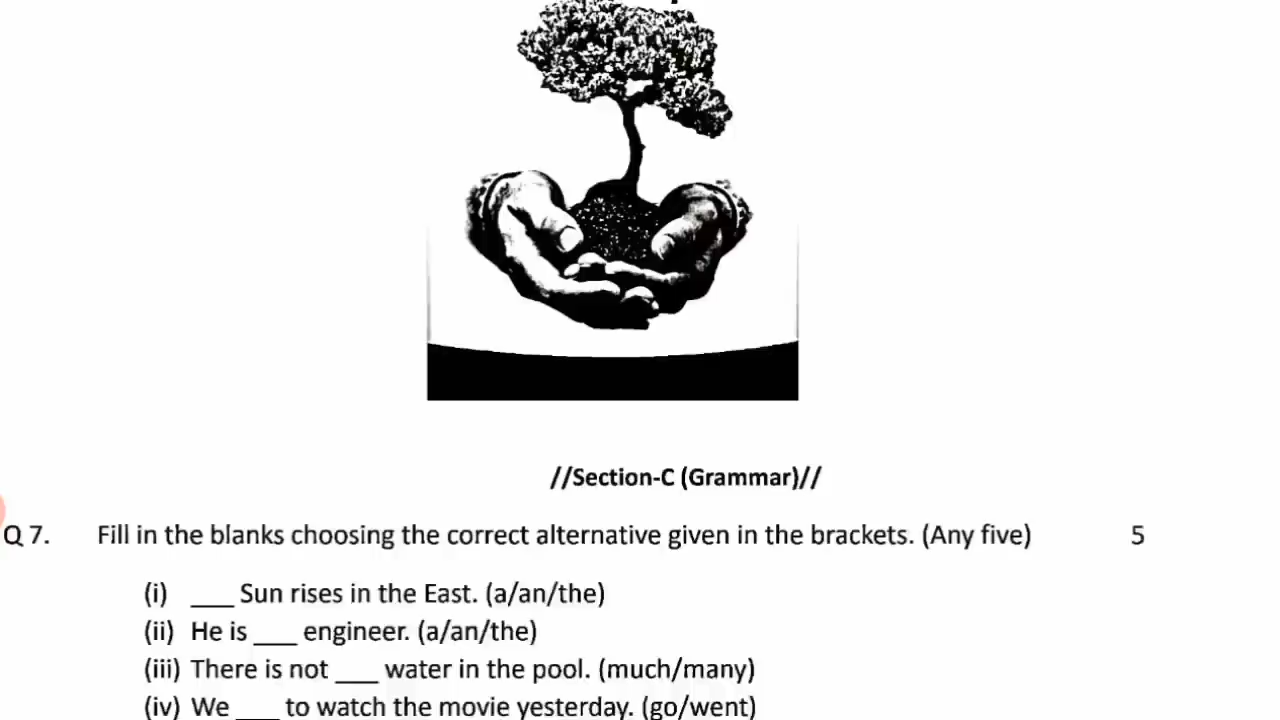 //Section-C (Grammar)//
Q 7. Fill in the blanks choosing the correct alternative given in the brackets. (Any five) 5
(i) ___ Sun rises in the East. (a/an/the)
(ii) He is ___ engineer. (a/an/the)
(iii) There is not ___ water in the pool. (much/many)
(iv) We ___ to watch the movie yesterday. (go/went)